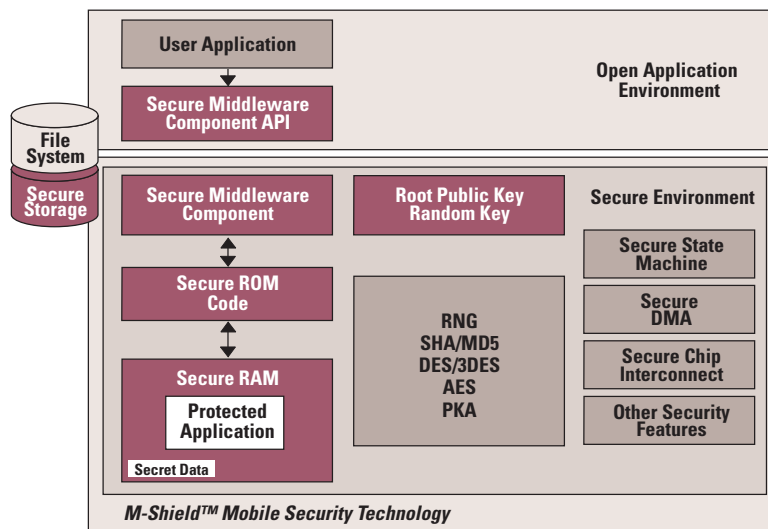 User Application
Open Application
Environment
Secure Middleware
Component API
File
System
Secure
Storage
Secure Middleware
Component
Root Public Key
Random Key
Secure Environment
Secure State
Machine
Secure ROM
Code
RNG
SHA/MD5
DES/3DES
AES
PKA
Secure
DMA
Secure Chip
Interconnect
Secure RAM
Protected
Application
Other Security
Features
Secret Data
M-Shield™ Mobile Security Technology